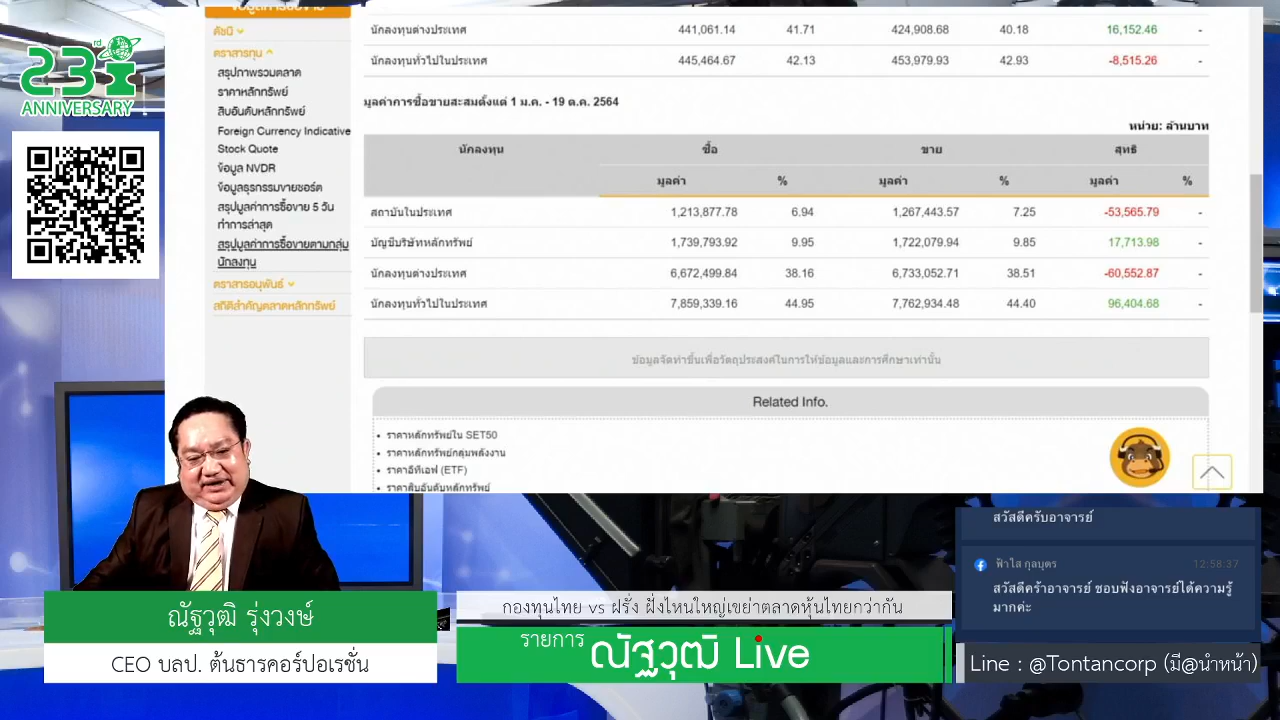 23rd
ANNIVERSARY
ดัชนี
ตราสารทุน
สรุปภาพรวมตลาด
ราคาหลักทรัพย์
สิบอันดับหลักทรัพย์
Foreign Currency Indicative
Stock Quote
ข้อมูล NVDR
ข้อมูลธุรกรรมขายชอร์ต
สรุปมูลค่าการซื้อขาย 5 วัน
ทำการล่าสุด
สรุปมูลค่าการซื้อขายตามกลุ่ม
นักลงทุน
ตราสารอนุพันธ์
สถิติสำคัญตลาดหลักทรัพย์
นักลงทุนต่างประเทศ 441,061.14 41.71 424,908.68 40.18 16,152.46 -
นักลงทุนทั่วไปในประเทศ 445,464.67 42.13 453,979.93 42.93 -8,515.26 -
มูลค่าการซื้อขายสะสมตั้งแต่ 1 ม.ค. - 19 ต.ค. 2564
หน่วย: ล้านบาท
นักลงทุน ซื้อ ขาย สุทธิ
มูลค่า % มูลค่า % มูลค่า %
สถาบันในประเทศ 1,213,877.78 6.94 1,267,443.57 7.25 -53,565.79 -
บัญชีบริษัทหลักทรัพย์ 1,739,793.92 9.95 1,722,079.94 9.85 17,713.98 -
นักลงทุนต่างประเทศ 6,672,499.84 38.16 6,733,052.71 38.51 -60,552.87 -
นักลงทุนทั่วไปในประเทศ 7,859,339.16 44.95 7,762,934.48 44.40 96,404.68 -
ข้อมูลจัดทำขึ้นเพื่อวัตถุประสงค์ในการให้ข้อมูลและการศึกษาเท่านั้น
Related Info.
• ราคาหลักทรัพย์ใน SET50
• ราคาหลักทรัพย์กลุ่มพลังงาน
• ราคาอีทีเอฟ (ETF)
• ราคาสิบอันดับหลักทรัพย์
สวัสดีครับอาจารย์
ฟ้าใส กุลบุตร 12:58:37
สวัสดีคร้าอาจารย์ ชอบฟังอาจารย์ได้ความรู้
มากค่ะ
ณัฐวุฒิ รุ่งวงษ์
CEO บลป. ต้นธารคอร์ปอเรชั่น
กองทุนไทย vs ฝรั่ง ฝั่งไหนใหญ่เขย่าตลาดหุ้นไทยกว่ากัน
รายการ ณัฐวุฒิ Live
Line : @Tontancorp (มี@นำหน้า)